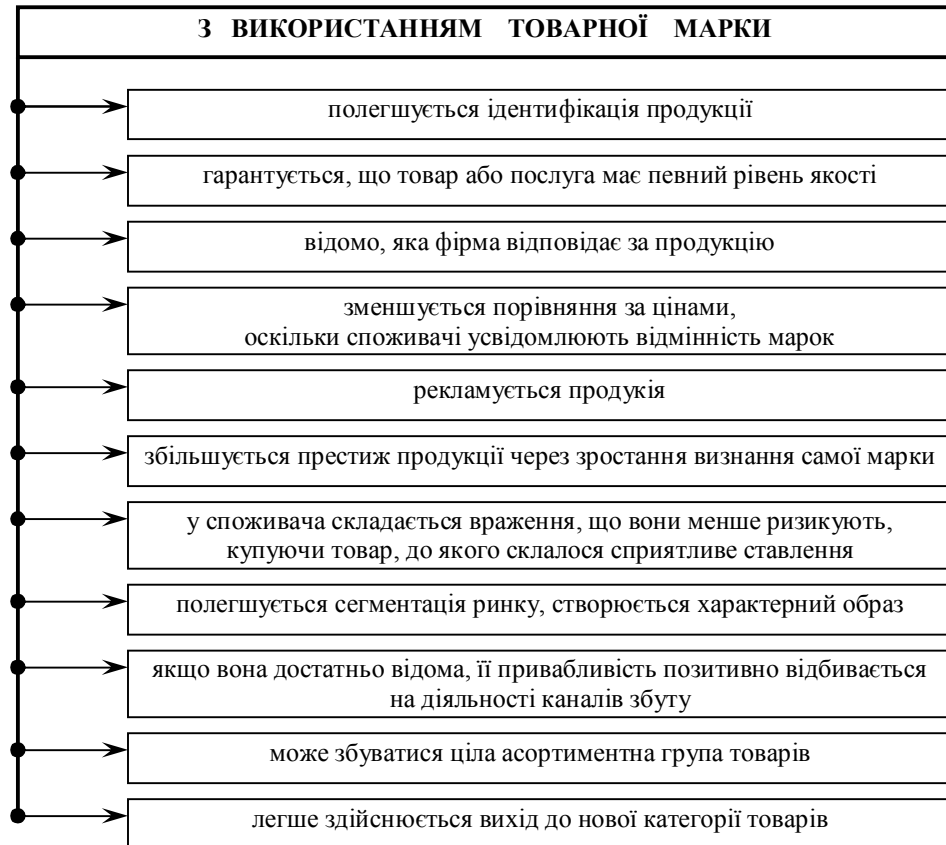 З ВИКОРИСТАННЯМ ТОВАРНОЇ МАРКИ
полегшується ідентифікація продукції
гарантується, що товар або послуга має певний рівень якості
відомо, яка фірма відповідає за продукцію
зменшується порівняння за цінами,
оскільки споживачі усвідомлюють відмінність марок
рекламується продукія
збільшується престиж продукції через зростання визнання самої марки
у споживача складається враження, що вони менше ризикують,
купуючи товар, до якого склалося сприятливе ставлення
полегшується сегментація ринку, створюється характерний образ
якщо вона достатньо відома, її привабливість позитивно відбивається
на діяльності каналів збуту
може збуватися ціла асортиментна група товарів
легше здійснюється вихід до нової категорії товарів